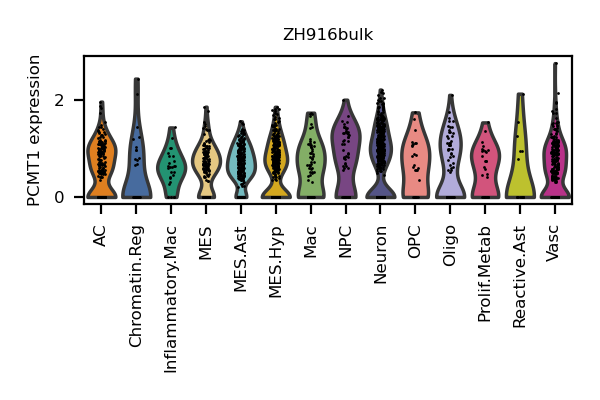 ZH916bulk
PCMT1 expression
2
0
AC
Chromatin.Reg
Inflammatory.Mac
MES
MES.Ast
MES.Hyp
Mac
NPC
Neuron
OPC
Oligo
Prolif.Metab
Reactive.Ast
Vasc